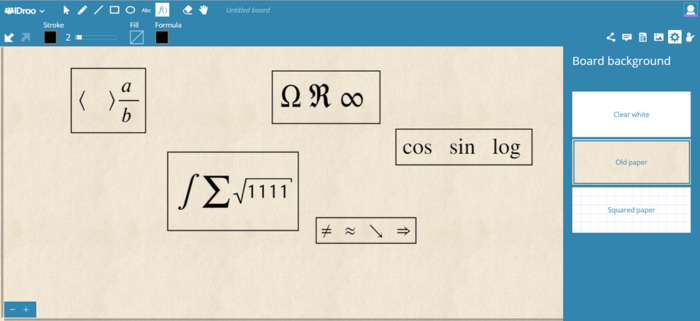 IDroo
Abc
f()
Untitled board
Stroke
Fill
Formula
2
Board background
Clear white
Old paper
Squared paper
⟨ ⟩ a/b
Ω ℜ ∞
cos sin log
∫ ∑ √1111
≠ ≈ ↘ ⇒
− +